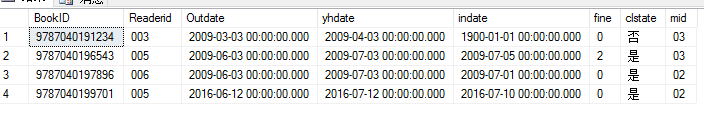 BookID Readerid Outdate yhdate indate fine clstate mid
1 9787040191234 003 2009-03-03 00:00:00.000 2009-04-03 00:00:00.000 1900-01-01 00:00:00.000 0 否 03
2 9787040196543 005 2009-06-03 00:00:00.000 2009-07-03 00:00:00.000 2009-07-05 00:00:00.000 2 是 03
3 9787040197896 006 2009-06-03 00:00:00.000 2009-07-03 00:00:00.000 2009-07-01 00:00:00.000 0 是 02
4 9787040199701 005 2016-06-12 00:00:00.000 2016-07-12 00:00:00.000 2016-07-10 00:00:00.000 0 是 02